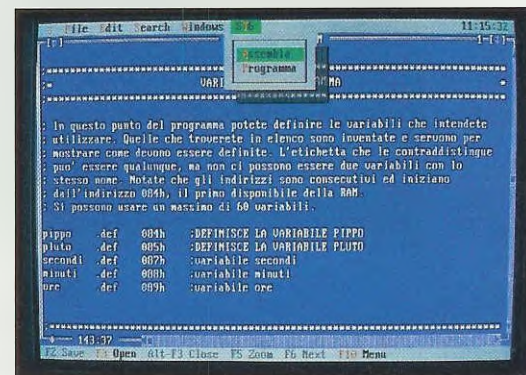 File Edit Search Windows ST6 11:15:32
Assembla
Programma
; In questo punto del programma potete definire le variabili che intendete
; utilizzare. Quelle che troverete in elenco sono inventate e servono per
; mostrare come devono essere definite. L'etichetta che le contraddistingue
; puo' essere qualunque, ma non ci possono essere due variabili con lo
; stesso nome. Notate che gli indirizzi sono consecutivi ed iniziano
; dall'indirizzo 084h, il primo disponibile della RAM.
; Si possono usare un massimo di 60 variabili.
pippo .def 084h ;DEFINISCE LA VARIABILE PIPPO
pluto .def 085h ;DEFINISCE LA VARIABILE PLUTO
secondi .def 087h ;variabile secondi
minuti .def 088h ;variabile minuti
ore .def 089h ;variabile ore
143:37
F2 Save F3 Open Alt-F3 Close F5 Zoom F6 Next F10 Menu